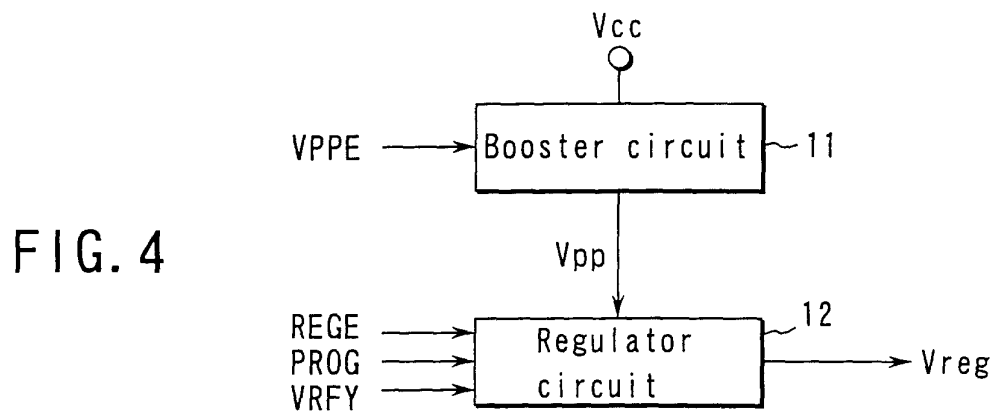 Vcc
VPPE
Booster circuit
11
FIG. 4
Vpp
REGE
PROG
VRFY
Regulator
circuit
12
Vreg